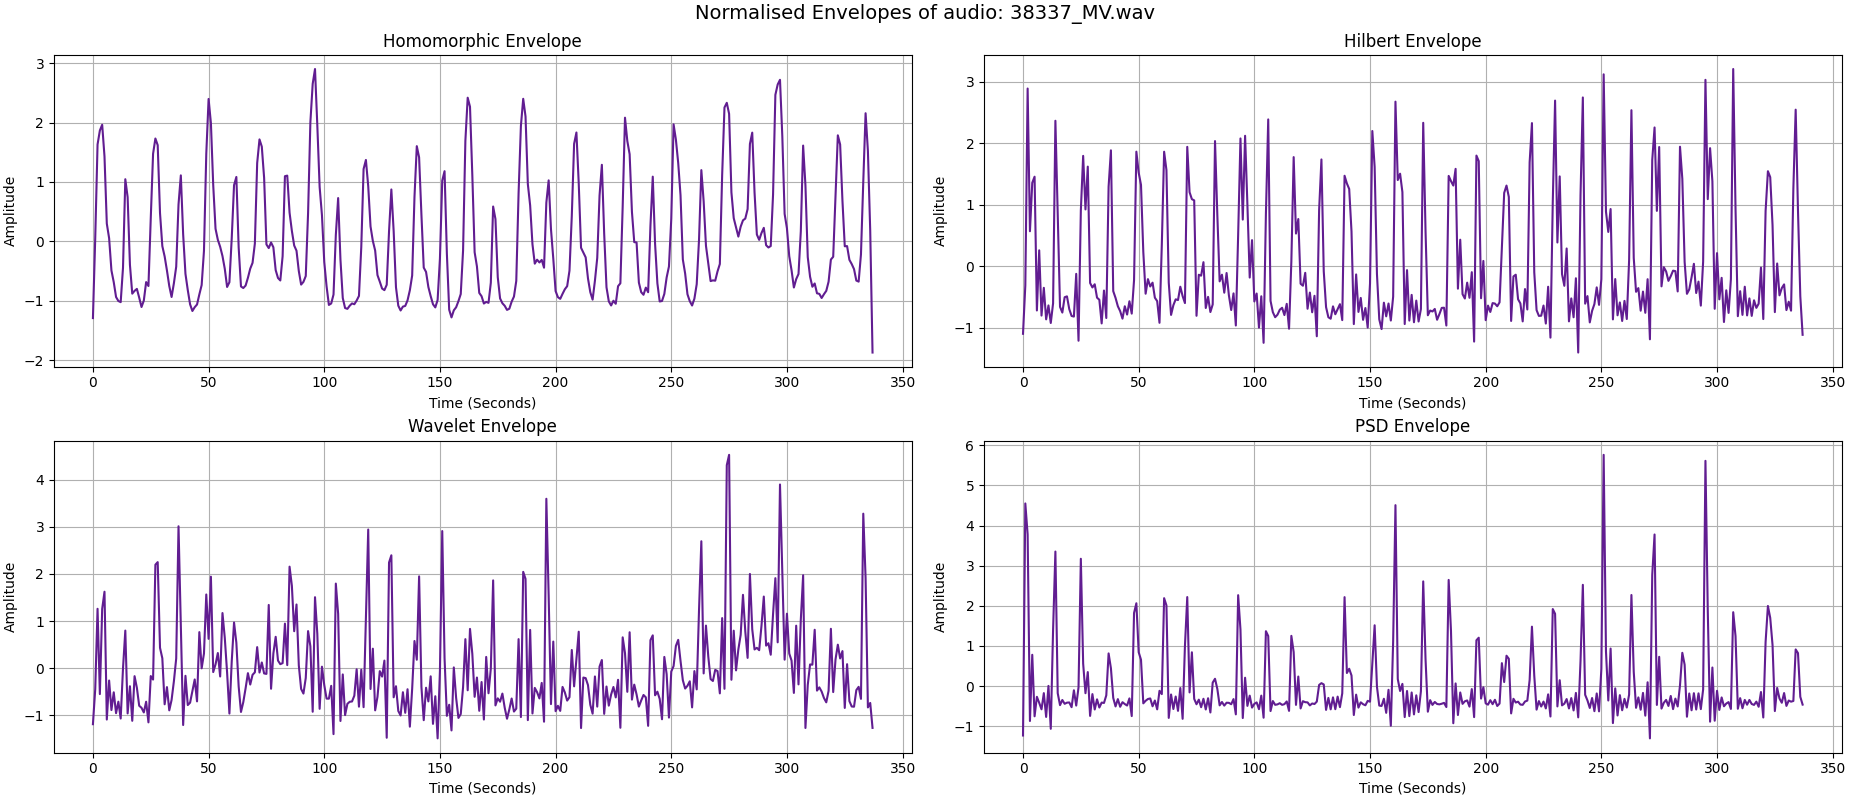 Normalised Envelopes of audio: 38337_MV.wav
Homomorphic Envelope
Amplitude
3
2
1
0
−1
−2
0 50 100 150 200 250 300 350
Time (Seconds)
Hilbert Envelope
Amplitude
3
2
1
0
−1
0 50 100 150 200 250 300 350
Time (Seconds)
Wavelet Envelope
Amplitude
4
3
2
1
0
−1
0 50 100 150 200 250 300 350
Time (Seconds)
PSD Envelope
Amplitude
6
5
4
3
2
1
0
−1
0 50 100 150 200 250 300 350
Time (Seconds)